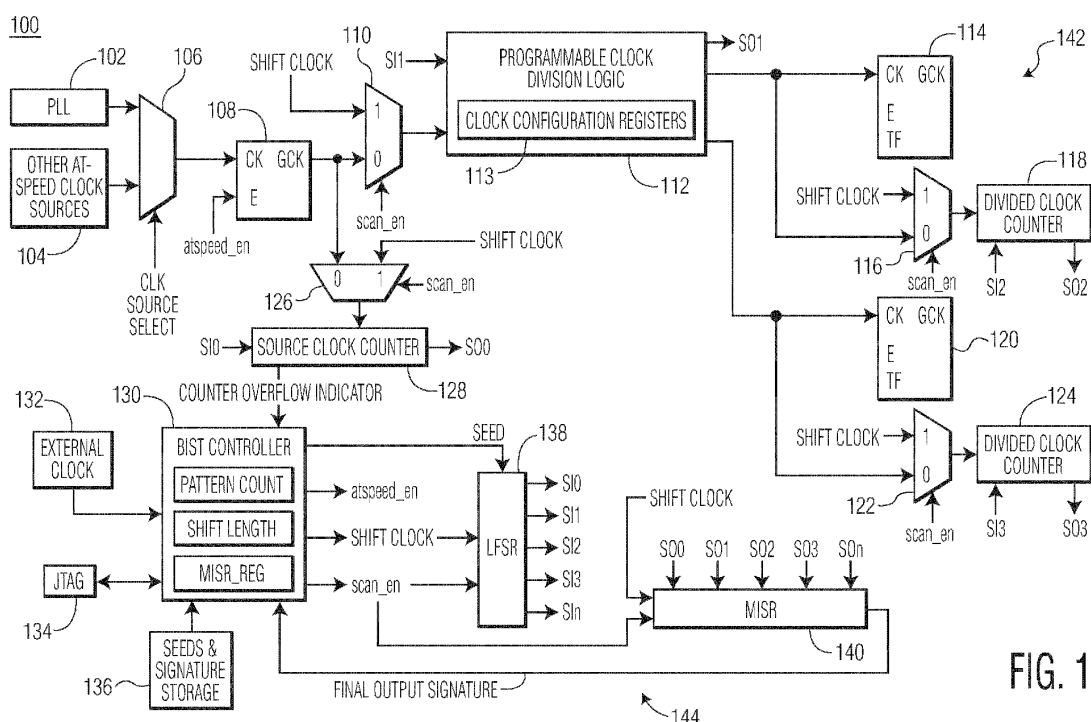 100
102
PLL
OTHER AT-
SPEED CLOCK
SOURCES
104
106
CLK
SOURCE
SELECT
108
CK GCK
E
atspeed_en
SHIFT CLOCK
110
1
0
scan_en
SI1
PROGRAMMABLE CLOCK
DIVISION LOGIC
CLOCK CONFIGURATION REGISTERS
113
112
SO1
114
CK GCK
E
TF
142
SHIFT CLOCK
1
0
116
scan_en
118
DIVIDED CLOCK
COUNTER
SI2
SO2
CK GCK
E
TF
120
SHIFT CLOCK
1
0
122
scan_en
124
DIVIDED CLOCK
COUNTER
SI3
SO3
SHIFT CLOCK
0 1
126
scan_en
SI0
SOURCE CLOCK COUNTER
SO0
128
COUNTER OVERFLOW INDICATOR
132
EXTERNAL
CLOCK
130
BIST CONTROLLER
PATTERN COUNT
SHIFT LENGTH
MISR_REG
JTAG
134
SEEDS &
SIGNATURE
STORAGE
136
SEED
atspeed_en
SHIFT CLOCK
scan_en
138
LFSR
SI0
SI1
SI2
SI3
SIn
SHIFT CLOCK
SO0 SO1 SO2 SO3 SOn
MISR
140
FINAL OUTPUT SIGNATURE
144
FIG. 1